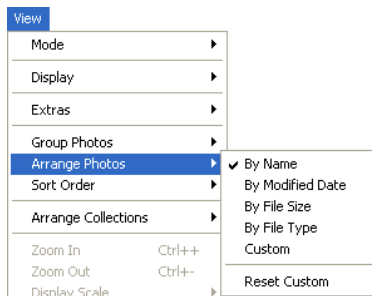 View
Mode
Display
Extras
Group Photos
Arrange Photos
Sort Order
Arrange Collections
Zoom In Ctrl++
Zoom Out Ctrl+-
Display Scale
By Name
By Modified Date
By File Size
By File Type
Custom
Reset Custom